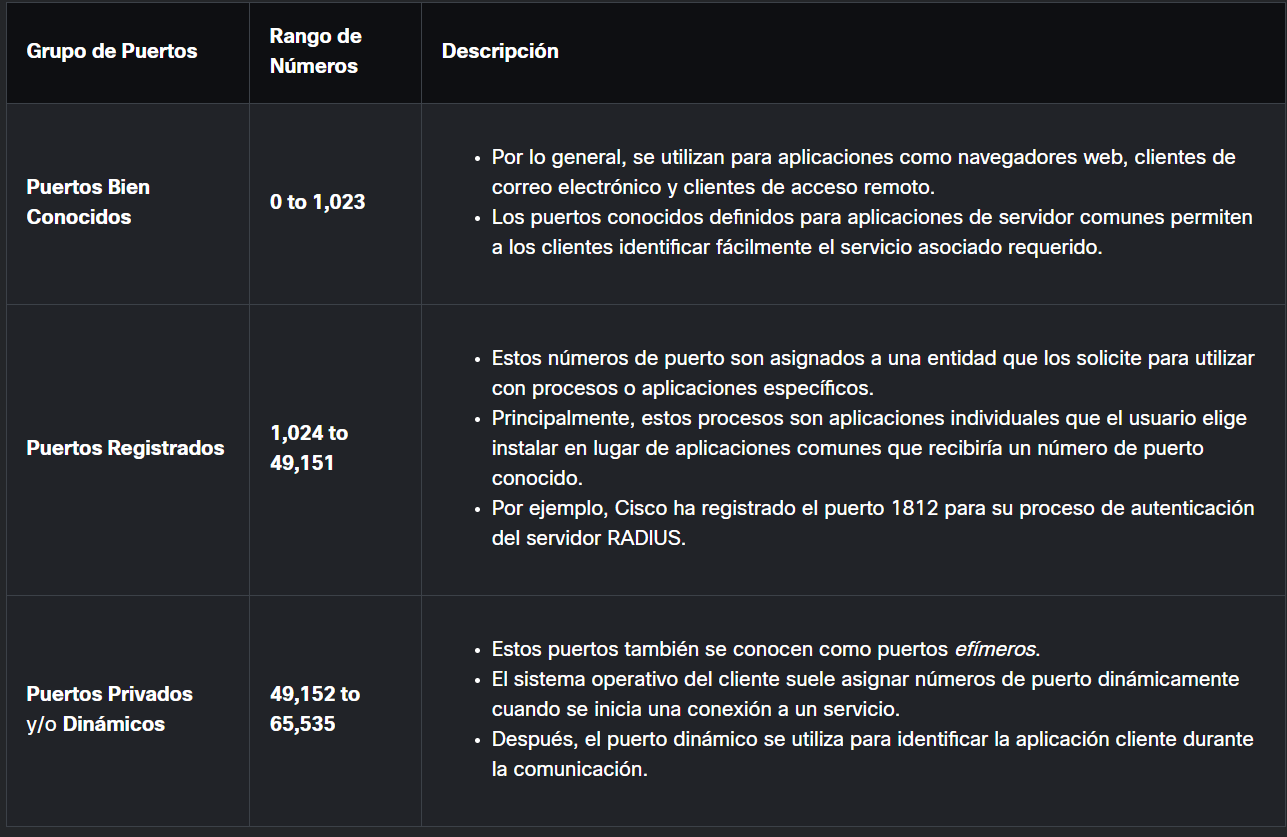 Grupo de Puertos
Rango de
Números
Descripción
Puertos Bien
Conocidos
0 to 1,023
• Por lo general, se utilizan para aplicaciones como navegadores web, clientes de
correo electrónico y clientes de acceso remoto.
• Los puertos conocidos definidos para aplicaciones de servidor comunes permiten
a los clientes identificar fácilmente el servicio asociado requerido.
Puertos Registrados
1,024 to
49,151
• Estos números de puerto son asignados a una entidad que los solicite para utilizar
con procesos o aplicaciones específicos.
• Principalmente, estos procesos son aplicaciones individuales que el usuario elige
instalar en lugar de aplicaciones comunes que recibiría un número de puerto
conocido.
• Por ejemplo, Cisco ha registrado el puerto 1812 para su proceso de autenticación
del servidor RADIUS.
Puertos Privados
y/o Dinámicos
49,152 to
65,535
• Estos puertos también se conocen como puertos efímeros.
• El sistema operativo del cliente suele asignar números de puerto dinámicamente
cuando se inicia una conexión a un servicio.
• Después, el puerto dinámico se utiliza para identificar la aplicación cliente durante
la comunicación.